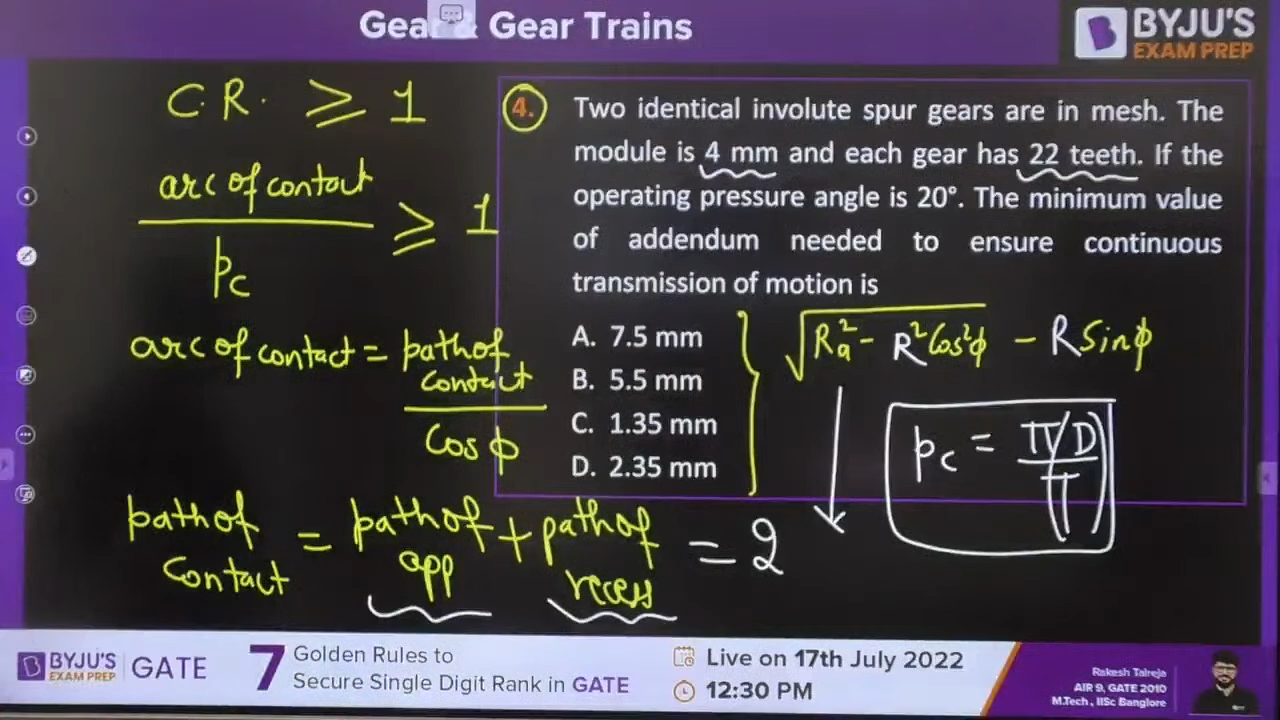 Gear & Gear Trains
BYJU'S
EXAM PREP
C.R. ≥ 1
arc of contact
pc
≥ 1
arc of contact = path of contact
cos ϕ
path of contact = path of app + path of recess = 2
4. Two identical involute spur gears are in mesh. The
module is 4 mm and each gear has 22 teeth. If the
operating pressure angle is 20°. The minimum value
of addendum needed to ensure continuous
transmission of motion is
A. 7.5 mm
B. 5.5 mm
C. 1.35 mm
D. 2.35 mm
√Ra² - R²Cos²ϕ - R Sinϕ
pc = πD
T
BYJU'S
EXAM PREP
GATE
7 Golden Rules to
Secure Single Digit Rank in GATE
Live on 17th July 2022
12:30 PM
Rakesh Talreja
AIR 9, GATE 2010
M.Tech , IISc Banglore